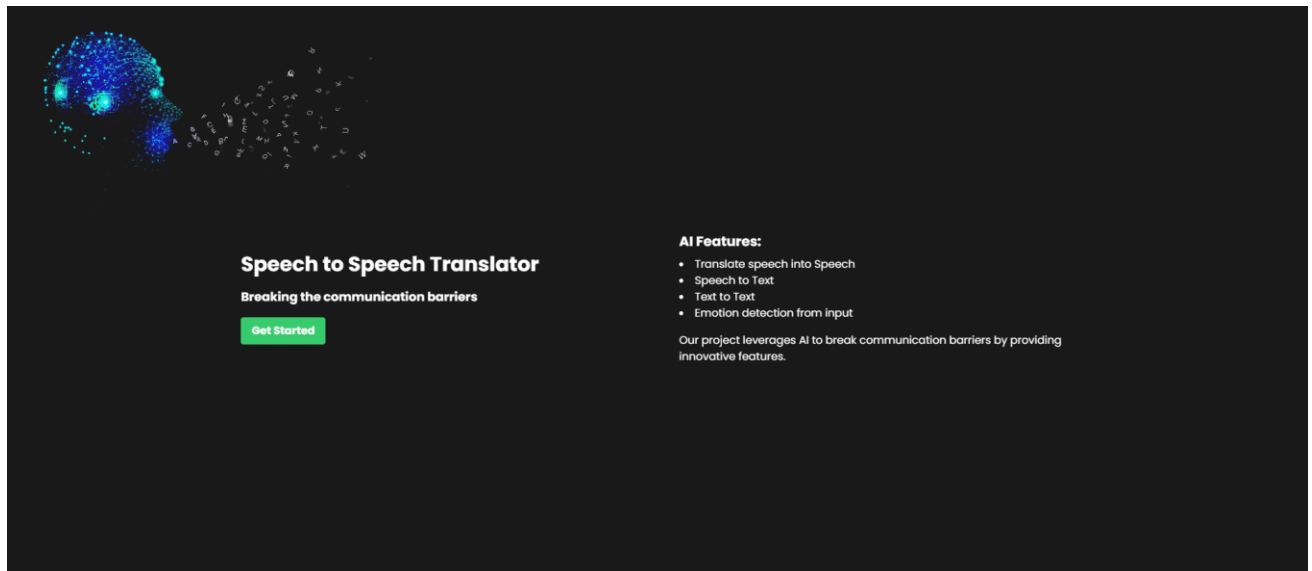 Speech to Speech Translator
Breaking the communication barriers
Get Started
AI Features:
Translate speech into Speech
Speech to Text
Text to Text
Emotion detection from input
Our project leverages AI to break communication barriers by providing
innovative features.